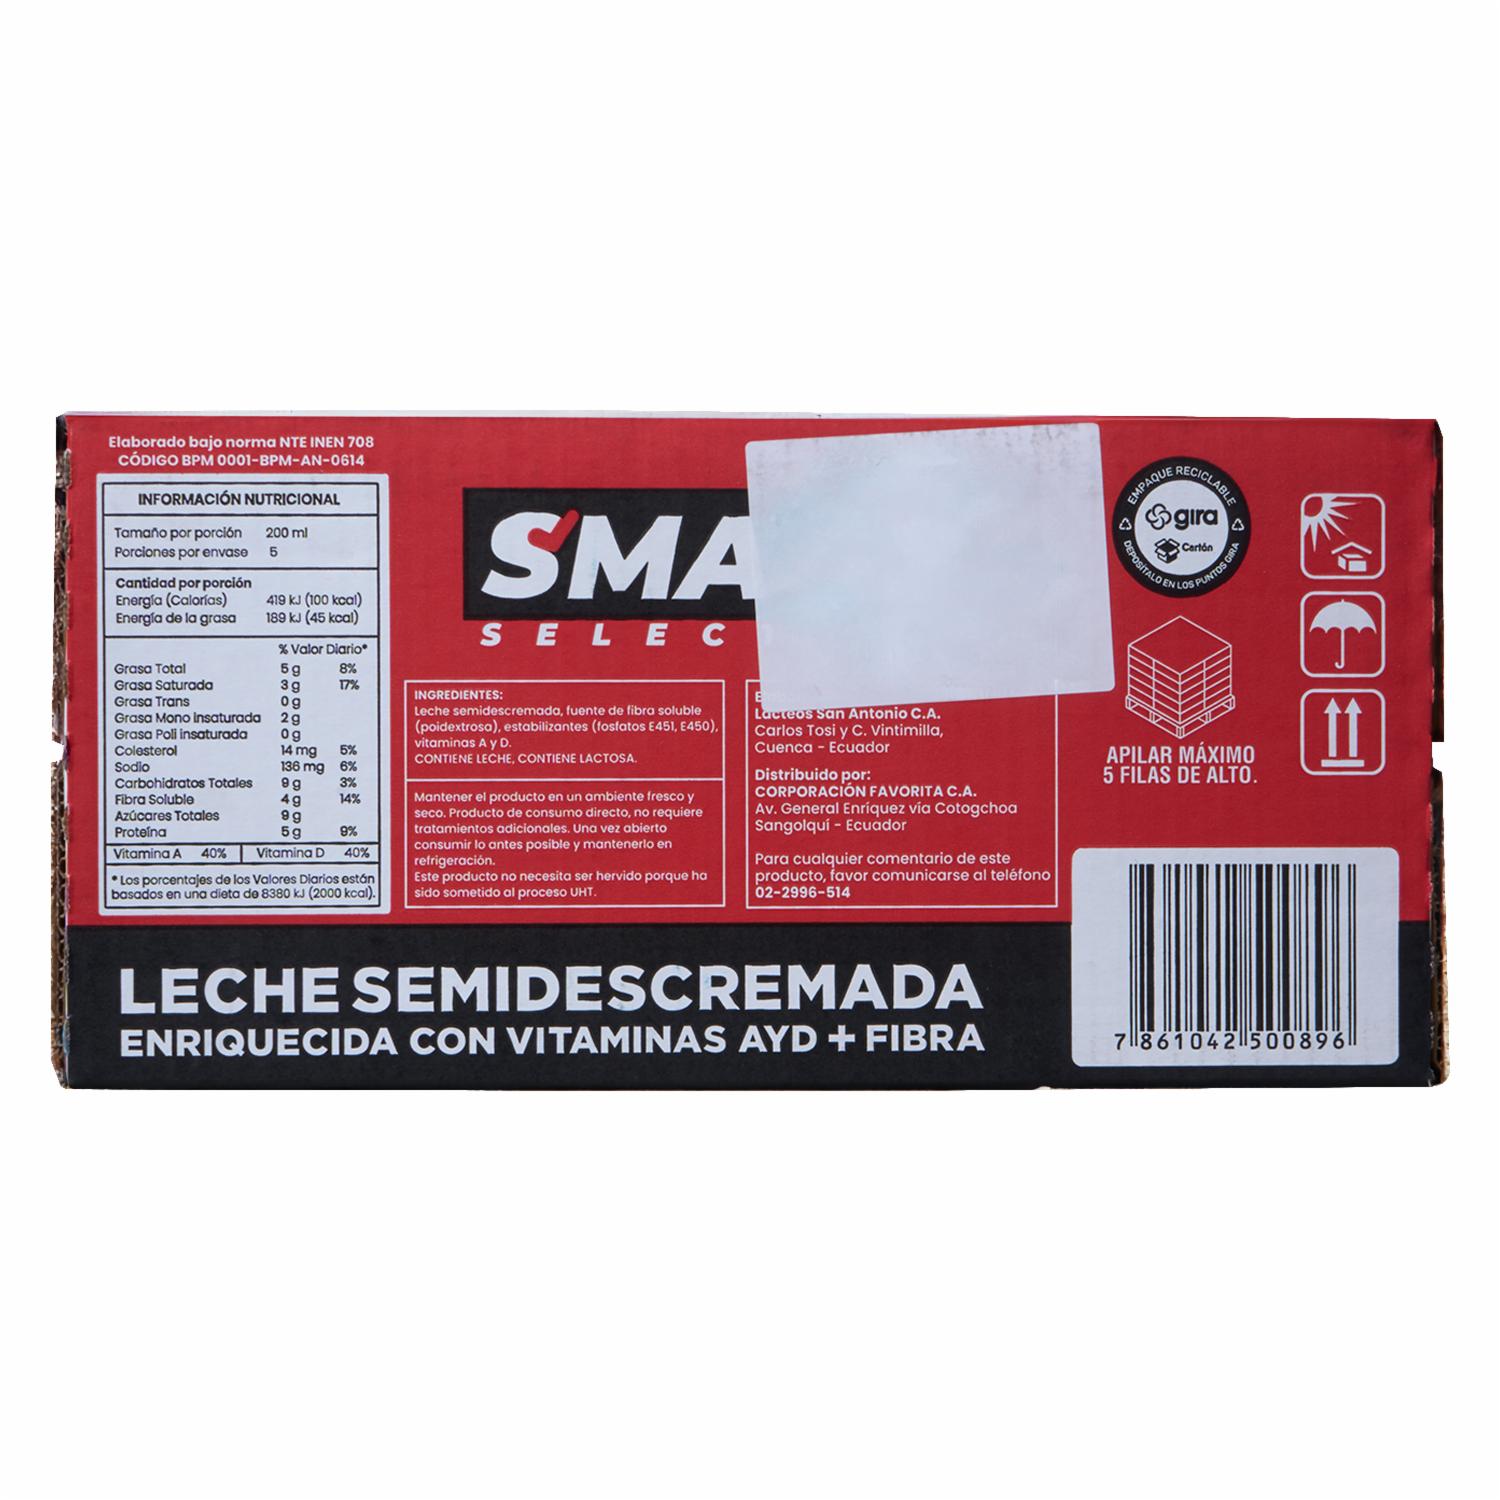 Elaborado bajo norma NTE INEN 708
CÓDIGO BPM 0001-BPM-AN-0614
INFORMACIÓN NUTRICIONAL
Tamaño por porción 200 ml
Porciones por envase 5
Cantidad por porción
Energía (Calorías) 419 kJ (100 kcal)
Energía de la grasa 189 kJ (45 kcal)
% Valor Diario*
Grasa Total 5 g 8%
Grasa Saturada 3 g 17%
Grasa Trans 0 g
Grasa Mono Insaturada 2 g
Grasa Poli insaturada 0 g
Colesterol 14 mg 5%
Sodio 136 mg 6%
Carbohidratos Totales 9 g 3%
Fibra Soluble 4 g 14%
Azúcares Totales 9 g
Proteína 5 g 9%
Vitamina A 40% Vitamina D 40%
* Los porcentajes de los Valores Diarios están
basados en una dieta de 8380 kJ (2000 kcal).
SMA
SELEC
INGREDIENTES:
Leche semidescremada, fuente de fibra soluble
(poidextrosa), estabilizantes (fosfatos E451, E450),
vitaminas A y D.
CONTIENE LECHE, CONTIENE LACTOSA.
Mantener el producto en un ambiente fresco y
seco. Producto de consumo directo, no requiere
tratamientos adicionales. Una vez abierto
consumir lo antes posible y mantenerlo en
refrigeración.
Este producto no necesita ser hervido porque ha
sido sometido al proceso UHT.
Lácteos San Antonio C.A.
Carlos Tosi y C. Vintimilla,
Cuenca - Ecuador
Distribuido por:
CORPORACIÓN FAVORITA C.A.
Av. General Enríquez vía Cotogchoa
Sangolquí - Ecuador
Para cualquier comentario de este
producto, favor comunicarse al teléfono
02-2996-514
EMPAQUE RECICLABLE
gira
Cartón
DEPOSÍTALO EN LOS PUNTOS GIRA
APILAR MÁXIMO
5 FILAS DE ALTO.
LECHE SEMIDESCREMADA
ENRIQUECIDA CON VITAMINAS AYD + FIBRA
7 861042 500896